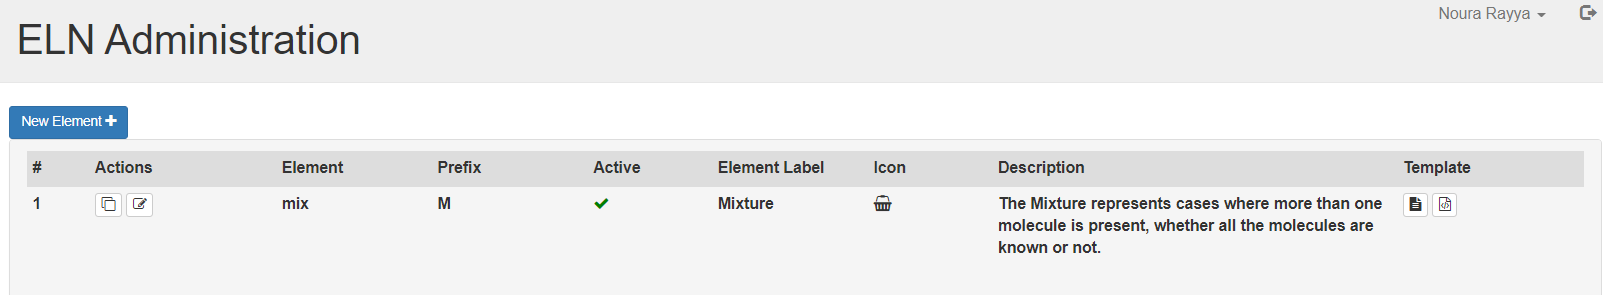 Noura Rayya
ELN Administration
New Element
# Actions Element Prefix Active Element Label Icon Description Template
1 mix M Mixture The Mixture represents cases where more than one
molecule is present, whether all the molecules are
known or not.